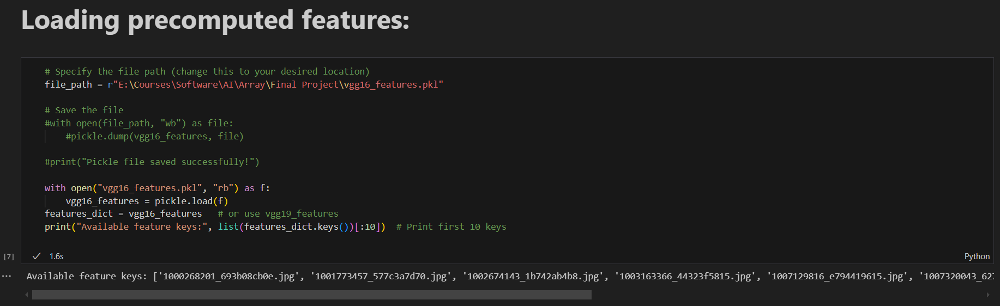 Loading precomputed features:
# Specify the file path (change this to your desired location)
file_path = r"E:\Courses\Software\AI\Array\Final Project\vgg16_features.pkl"
# Save the file
#with open(file_path, "wb") as file:
    #pickle.dump(vgg16_features, file)
#print("Pickle file saved successfully!")
with open("vgg16_features.pkl", "rb") as f:
    vgg16_features = pickle.load(f)
features_dict = vgg16_features   # or use vgg19_features
print("Available feature keys:", list(features_dict.keys())[:10])  # Print first 10 keys
[7] ✓ 1.6s Python
... Available feature keys: ['1000268201_693b08cb0e.jpg', '1001773457_577c3a7d70.jpg', '1002674143_1b742ab4b8.jpg', '1003163366_44323f5815.jpg', '1007129816_e794419615.jpg', '1007320043_627